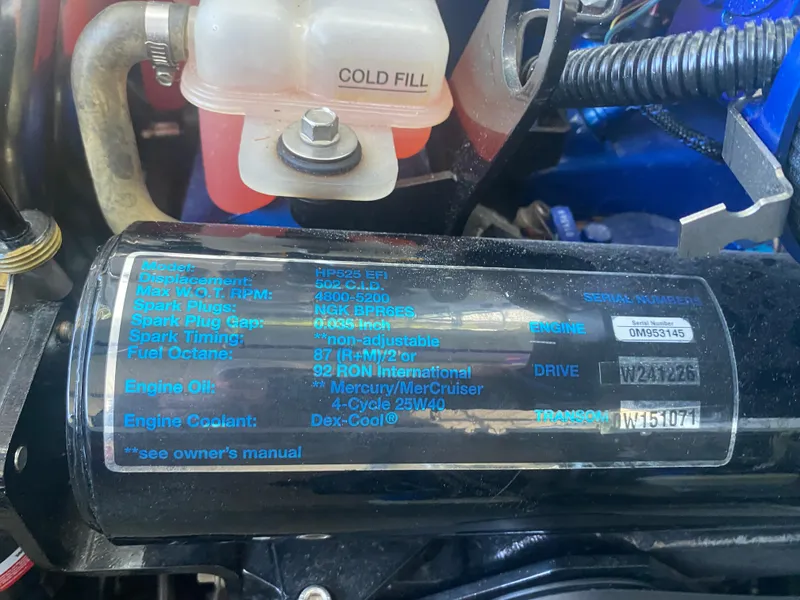 COLD FILL
Model: HP525 EFI
Displacement: 502 C.I.D.
Max W.O.T. RPM: 4800-5200
Spark Plugs: NGK BPR6ES
Spark Plug Gap: 0.035 Inch
Spark Timing: **non-adjustable
Fuel Octane: 87 (R+M)/2 or
92 RON International
Engine Oil: ** Mercury/MerCruiser
4-Cycle 25W40
Engine Coolant: Dex-Cool®
**see owner's manual
SERIAL NUMBERS
ENGINE Serial Number
0M953145
DRIVE 0W241226
TRANSOM 0W151071